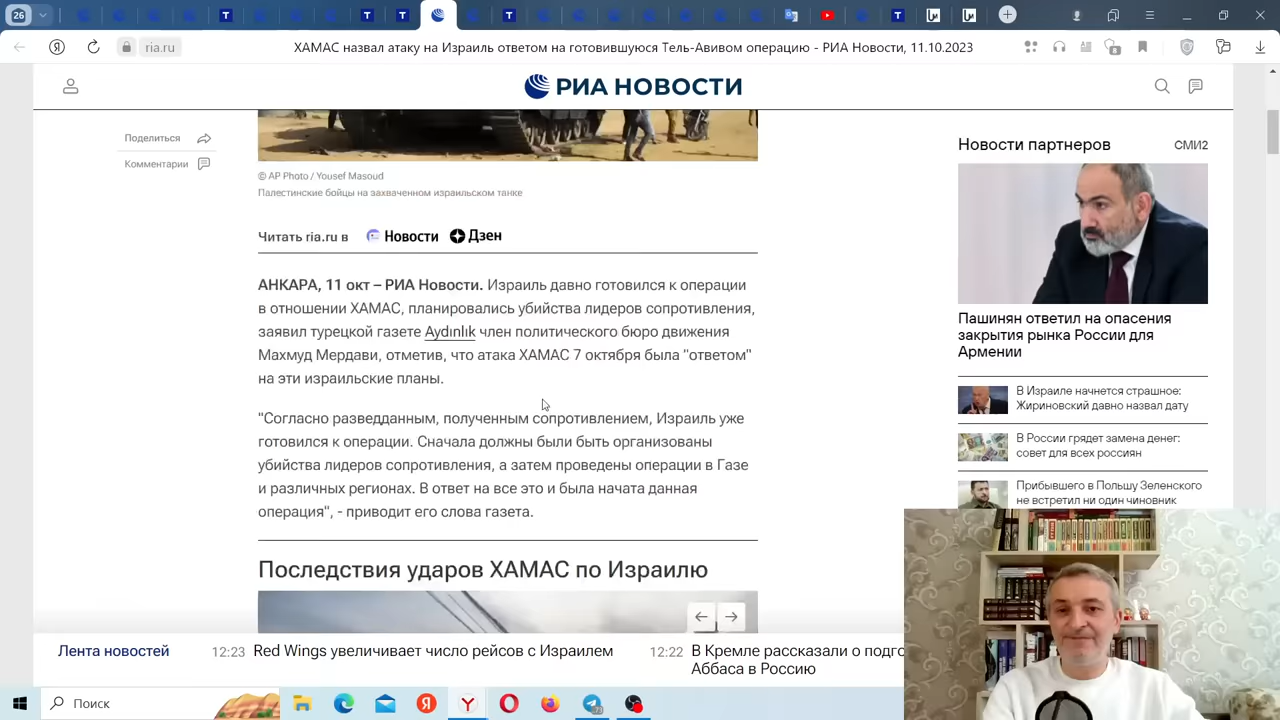 26
ria.ru
ХАМАС назвал атаку на Израиль ответом на готовившуюся Тель-Авивом операцию - РИА Новости, 11.10.2023
8
РИА НОВОСТИ
Поделиться
Комментарии
© AP Photo / Yousef Masoud
Палестинские бойцы на захваченном израильском танке
Читать ria.ru в
Новости
Дзен
АНКАРА, 11 окт – РИА Новости. Израиль давно готовился к операции
в отношении ХАМАС, планировались убийства лидеров сопротивления,
заявил турецкой газете Aydınlık член политического бюро движения
Махмуд Мердави, отметив, что атака ХАМАС 7 октября была "ответом"
на эти израильские планы.
"Согласно разведданным, полученным сопротивлением, Израиль уже
готовился к операции. Сначала должны были быть организованы
убийства лидеров сопротивления, а затем проведены операции в Газе
и различных регионах. В ответ на все это и была начата данная
операция", - приводит его слова газета.
Последствия ударов ХАМАС по Израилю
Новости партнеров
СМИ2
Пашинян ответил на опасения
закрытия рынка России для
Армении
В Израиле начнется страшное:
Жириновский давно назвал дату
В России грядет замена денег:
совет для всех россиян
Прибывшего в Польшу Зеленского
не встретил ни один чиновник
Лента новостей
12:23
Red Wings увеличивает число рейсов с Израилем
12:22
В Кремле рассказали о подго
Аббаса в Россию
Поиск